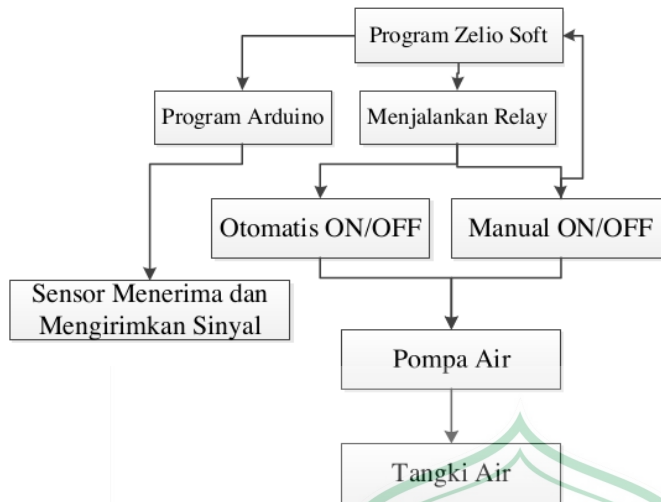 Program Zelio Soft
Program Arduino
Menjalankan Relay
Otomatis ON/OFF
Manual ON/OFF
Sensor Menerima dan
Mengirimkan Sinyal
Pompa Air
Tangki Air